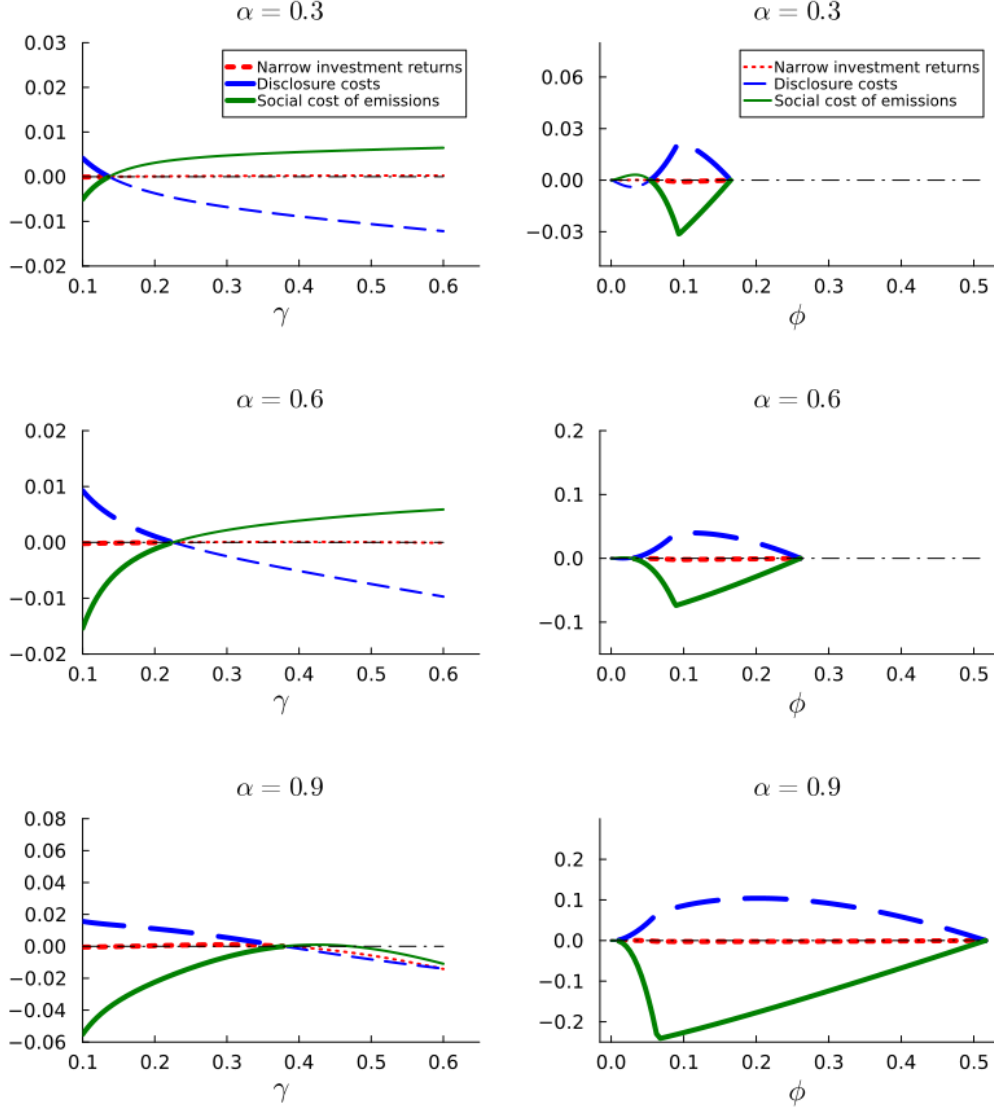 α = 0.3
0.03
0.02
0.01
0.00
−0.01
−0.02
0.1 0.2 0.3 0.4 0.5 0.6
γ
Narrow investment returns
Disclosure costs
Social cost of emissions
α = 0.3
0.06
0.03
0.00
−0.03
0.0 0.1 0.2 0.3 0.4 0.5
ϕ
Narrow investment returns
Disclosure costs
Social cost of emissions
α = 0.6
0.02
0.01
0.00
−0.01
−0.02
0.1 0.2 0.3 0.4 0.5 0.6
γ
α = 0.6
0.2
0.1
0.0
−0.1
0.0 0.1 0.2 0.3 0.4 0.5
ϕ
α = 0.9
0.08
0.06
0.04
0.02
0.00
−0.02
−0.04
−0.06
0.1 0.2 0.3 0.4 0.5 0.6
γ
α = 0.9
0.2
0.1
0.0
−0.1
−0.2
0.0 0.1 0.2 0.3 0.4 0.5
ϕ